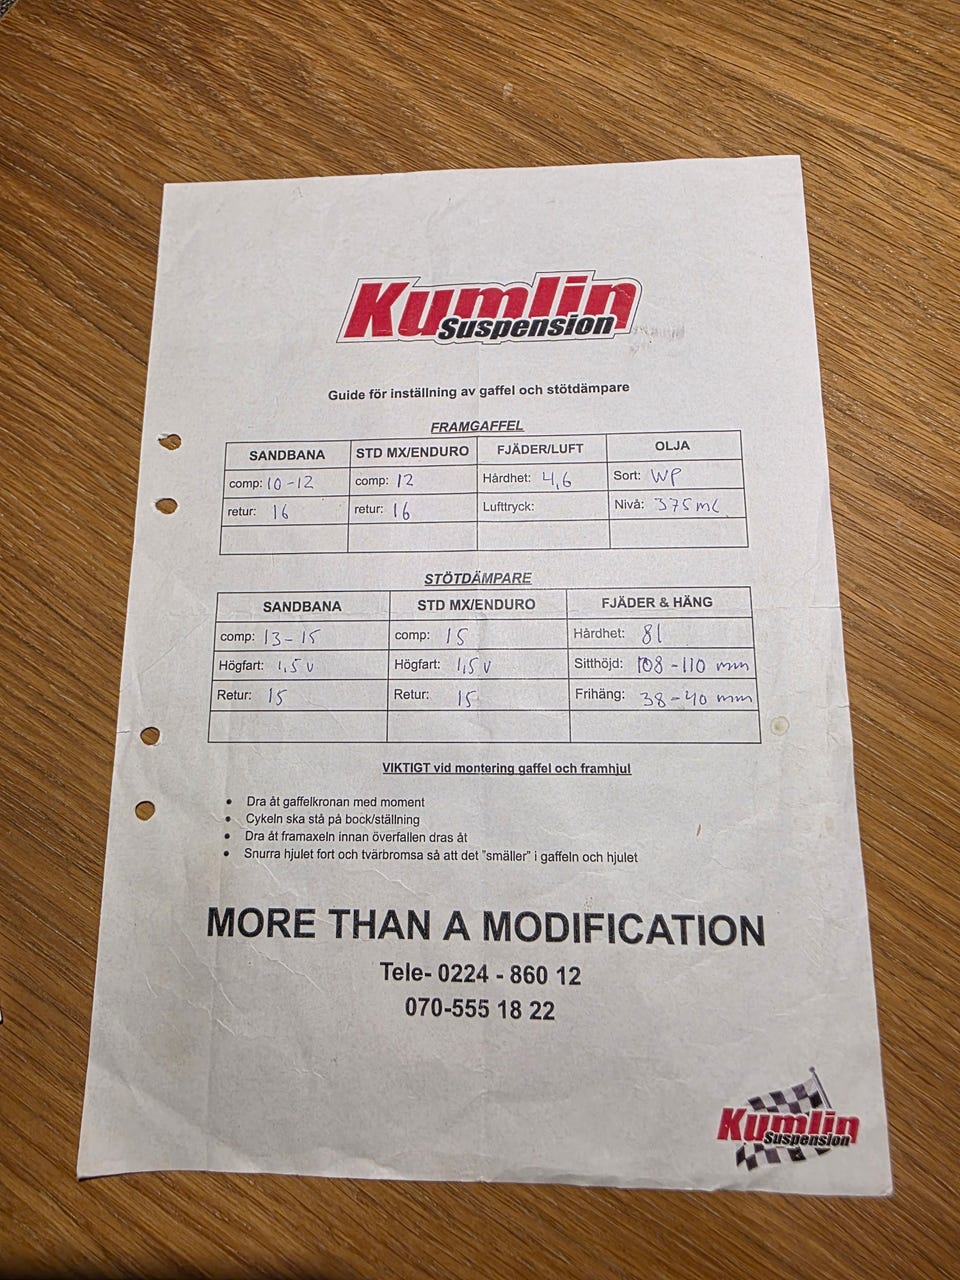 Kumlin
Suspension
Guide för inställning av gaffel och stötdämpare
FRAMGAFFEL
SANDBANA STD MX/ENDURO FJÄDER/LUFT OLJA
comp: 10-12 comp: 12 Hårdhet: 4,6 Sort: WP
retur: 16 retur: 16 Lufttryck: Nivå: 375 mL
STÖTDÄMPARE
SANDBANA STD MX/ENDURO FJÄDER & HÄNG
comp: 13-15 comp: 15 Hårdhet: 81
Högfart: 1,5 v Högfart: 1,5 v Sitthöjd: 108-110 mm
Retur: 15 Retur: 15 Frihäng: 38-40 mm
VIKTIGT vid montering gaffel och framhjul
• Dra åt gaffelkronan med moment
• Cykeln ska stå på bock/ställning
• Dra åt framaxeln innan överfallen dras åt
• Snurra hjulet fort och tvärbromsa så att det ”smäller” i gaffeln och hjulet
MORE THAN A MODIFICATION
Tele- 0224 - 860 12
070-555 18 22
Kumlin
Suspension